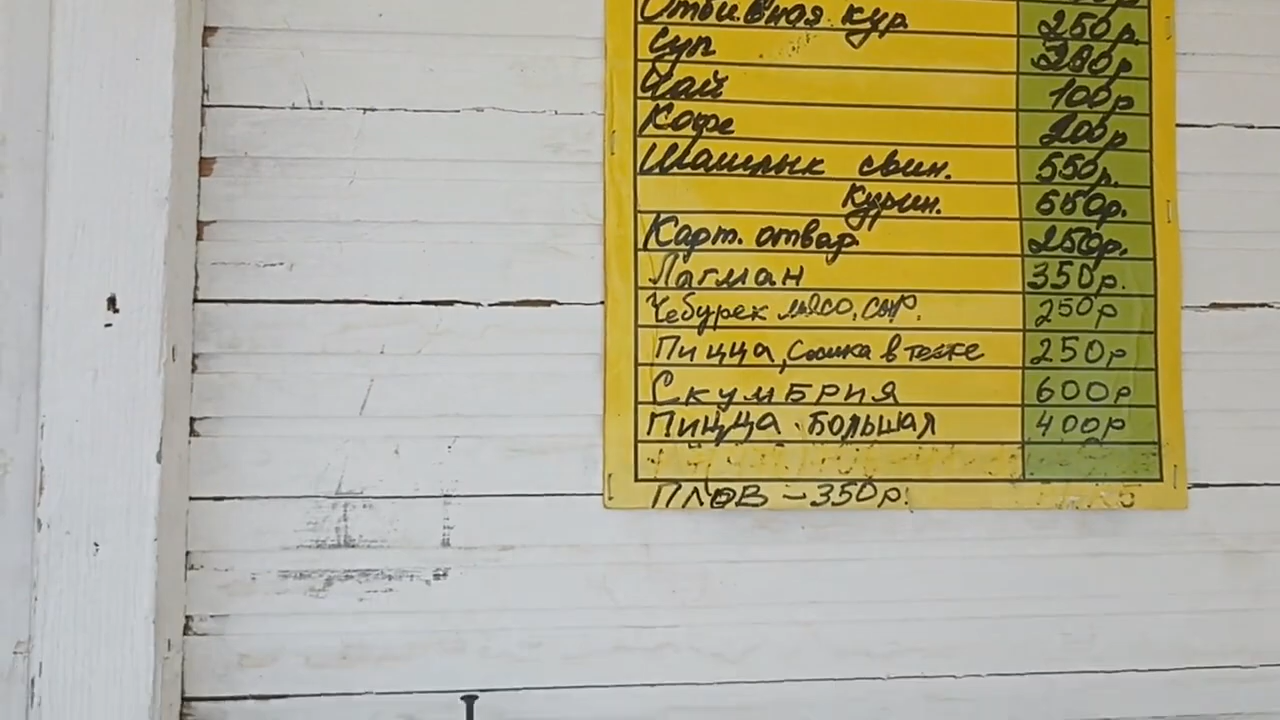 Отбивная кур 250р.
Суп 280р
Чай 100р
Кофе 200р
Шашлык свин. 550р.
Курин. 550р.
Карт. отвар 250р.
Лагман 350р.
Чебурек мясо, сыр. 250р
Пицца, Сосиска в тесте 250р
Скумбрия 600р
Пицца большая 400р
Плов - 350р.